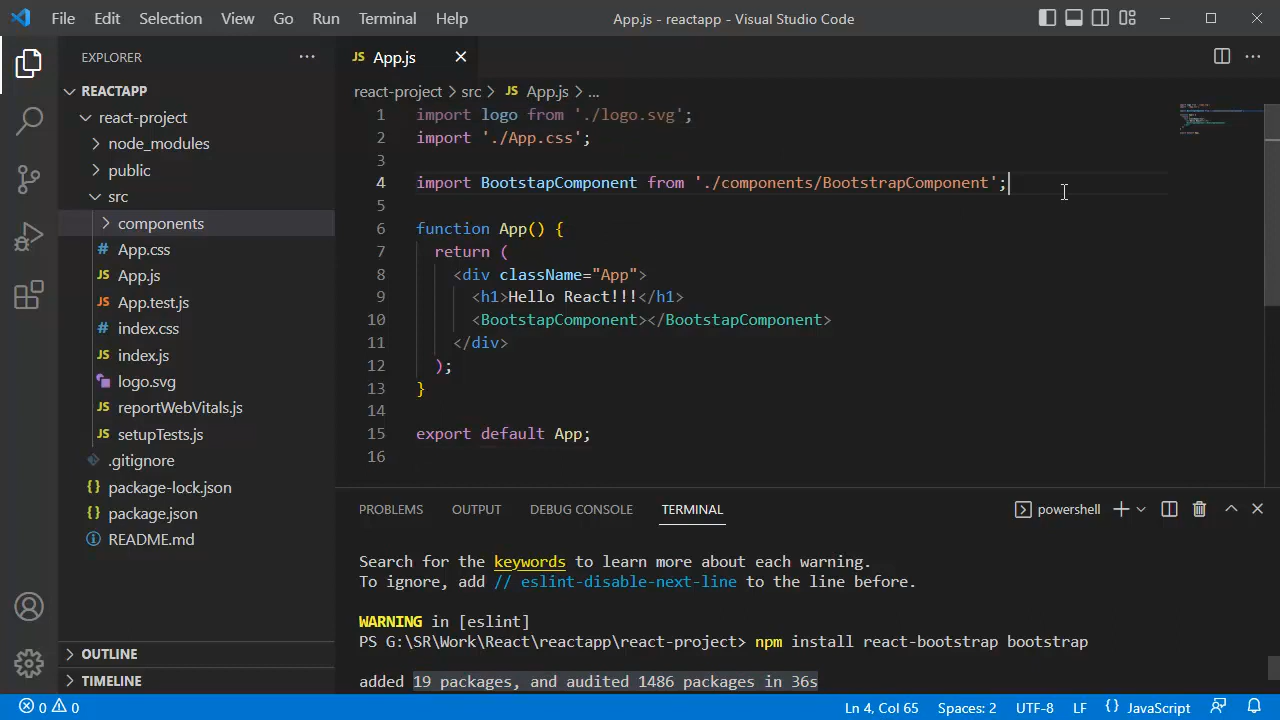 File Edit Selection View Go Run Terminal Help App.js - reactapp - Visual Studio Code
EXPLORER
REACTAPP
react-project
node_modules
public
src
components
# App.css
JS App.js
JS App.test.js
# index.css
JS index.js
logo.svg
JS reportWebVitals.js
JS setupTests.js
.gitignore
{} package-lock.json
{} package.json
README.md
OUTLINE
TIMELINE
JS App.js
react-project > src > JS App.js > ...
1 import logo from './logo.svg';
2 import './App.css';
3
4 import BootstapComponent from './components/BootstrapComponent';
5
6 function App() {
7 return (
8 <div className="App">
9 <h1>Hello React!!!</h1>
10 <BootstapComponent></BootstapComponent>
11 </div>
12 );
13 }
14
15 export default App;
16
PROBLEMS OUTPUT DEBUG CONSOLE TERMINAL powershell
Search for the keywords to learn more about each warning.
To ignore, add // eslint-disable-next-line to the line before.
WARNING in [eslint]
PS G:\SR\Work\React\reactapp\react-project> npm install react-bootstrap bootstrap
added 19 packages, and audited 1486 packages in 36s
0 0 Ln 4, Col 65 Spaces: 2 UTF-8 LF {} JavaScript